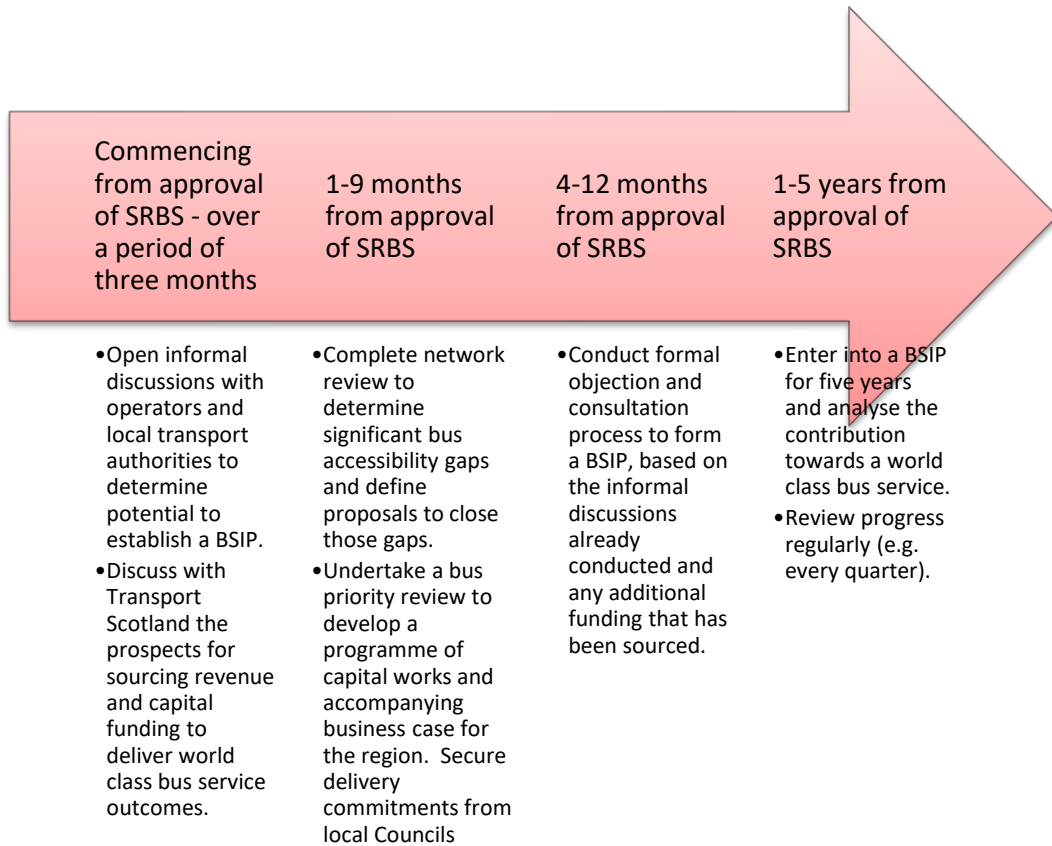 Commencing
from approval
of SRBS - over
a period of
three months
1-9 months
from approval
of SRBS
4-12 months
from approval
of SRBS
1-5 years from
approval of
SRBS
•Open informal
discussions with
operators and
local transport
authorities to
determine
potential to
establish a BSIP.
•Discuss with
Transport
Scotland the
prospects for
sourcing revenue
and capital
funding to
deliver world
class bus service
outcomes.
•Complete network
review to
determine
significant bus
accessibility gaps
and define
proposals to close
those gaps.
•Undertake a bus
priority review to
develop a
programme of
capital works and
accompanying
business case for
the region.  Secure
delivery
commitments from
local Councils
•Conduct formal
objection and
consultation
process to form
a BSIP, based on
the informal
discussions
already
conducted and
any additional
funding that has
been sourced.
•Enter into a BSIP
for five years
and analyse the
contribution
towards a world
class bus service.
•Review progress
regularly (e.g.
every quarter).